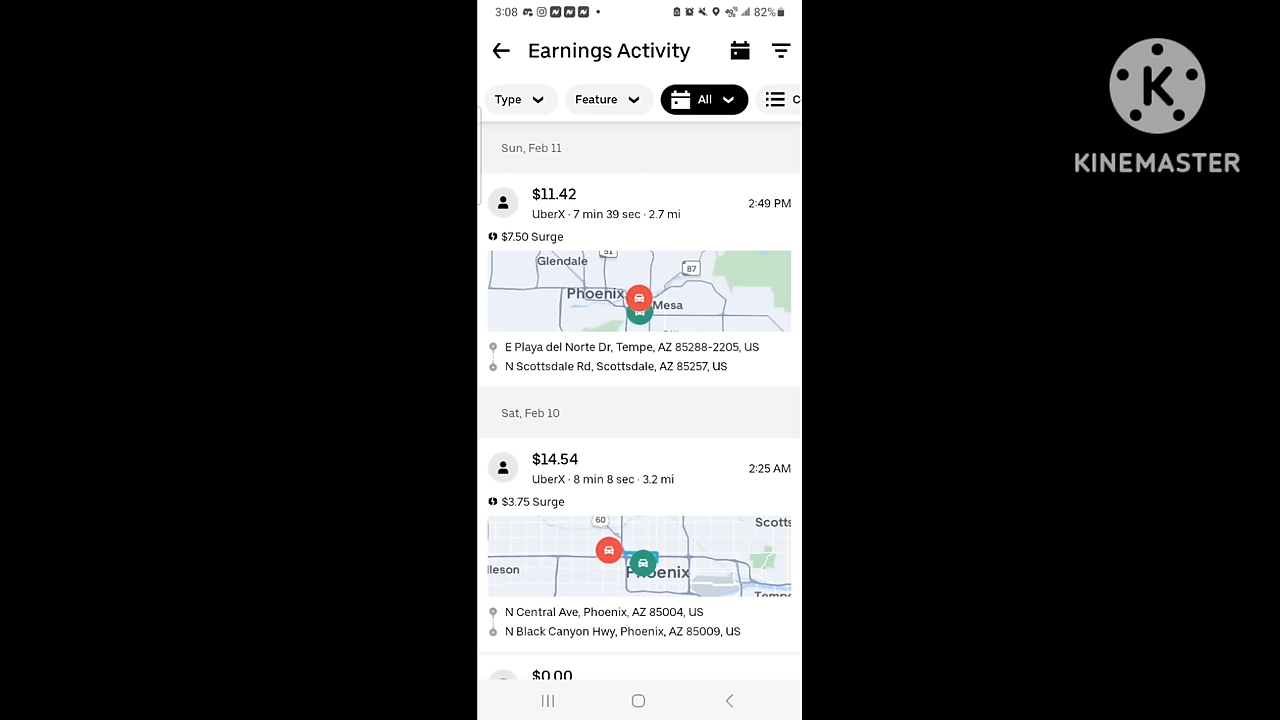 3:08
82%
Earnings Activity
Type
Feature
All
C
Sun, Feb 11
$11.42
UberX · 7 min 39 sec · 2.7 mi
2:49 PM
$7.50 Surge
51
Glendale
87
Phoenix
Mesa
E Playa del Norte Dr, Tempe, AZ 85288-2205, US
N Scottsdale Rd, Scottsdale, AZ 85257, US
Sat, Feb 10
$14.54
UberX · 8 min 8 sec · 3.2 mi
2:25 AM
$3.75 Surge
60
Scotts
lleson
Phoenix
Tempe
N Central Ave, Phoenix, AZ 85004, US
N Black Canyon Hwy, Phoenix, AZ 85009, US
$0.00
K
KINEMASTER